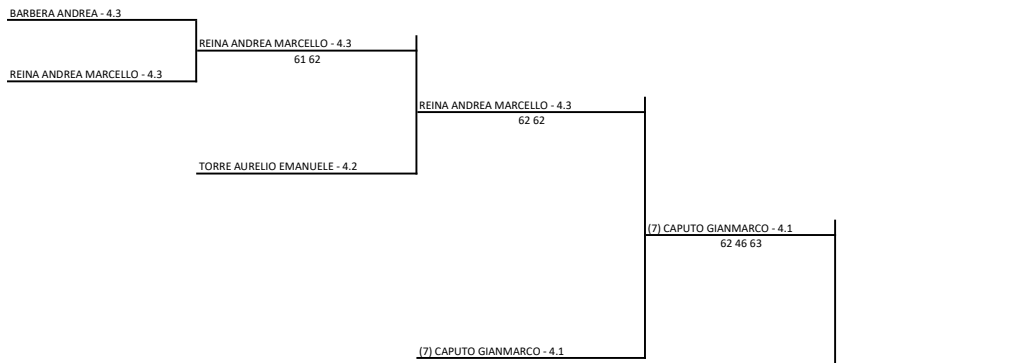 BARBERA ANDREA - 4.3
REINA ANDREA MARCELLO - 4.3
61 62
REINA ANDREA MARCELLO - 4.3
REINA ANDREA MARCELLO - 4.3
62 62
TORRE AURELIO EMANUELE - 4.2
(7) CAPUTO GIANMARCO - 4.1
62 46 63
(7) CAPUTO GIANMARCO - 4.1